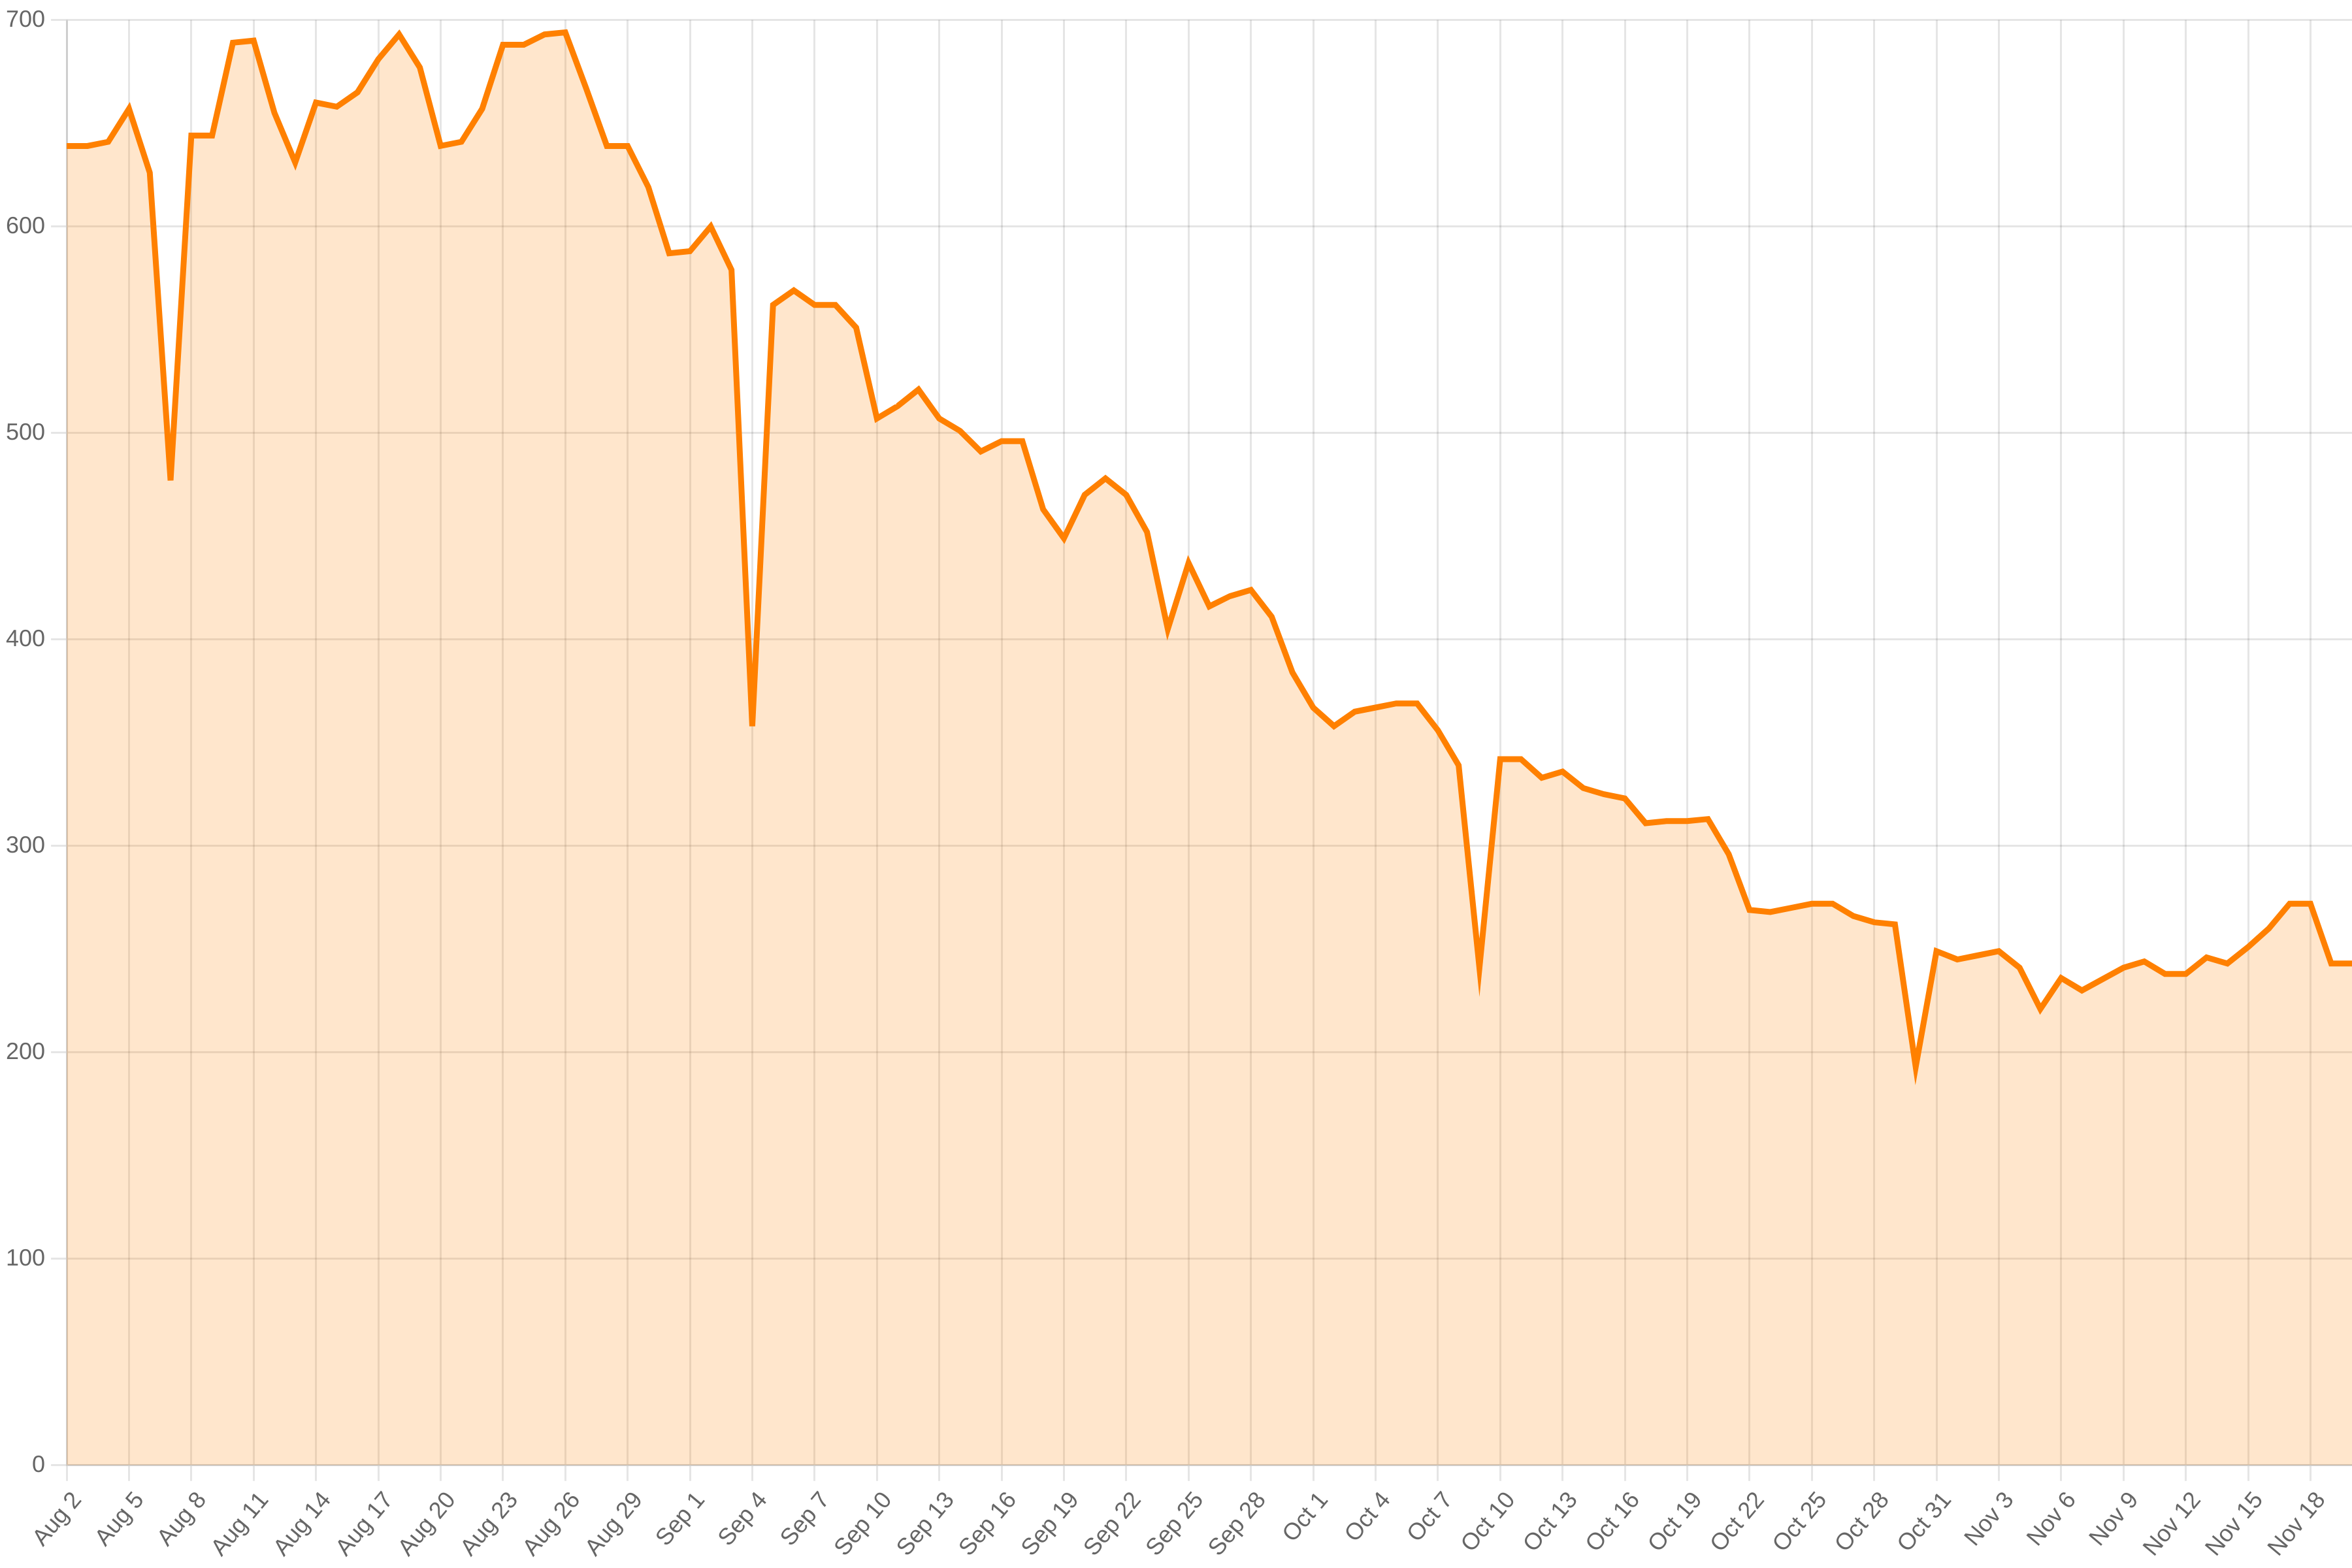 700
600
500
400
300
200
100
0
Aug 2
Aug 5
Aug 8
Aug 11
Aug 14
Aug 17
Aug 20
Aug 23
Aug 26
Aug 29
Sep 1
Sep 4
Sep 7
Sep 10
Sep 13
Sep 16
Sep 19
Sep 22
Sep 25
Sep 28
Oct 1
Oct 4
Oct 7
Oct 10
Oct 13
Oct 16
Oct 19
Oct 22
Oct 25
Oct 28
Oct 31
Nov 3
Nov 6
Nov 9
Nov 12
Nov 15
Nov 18